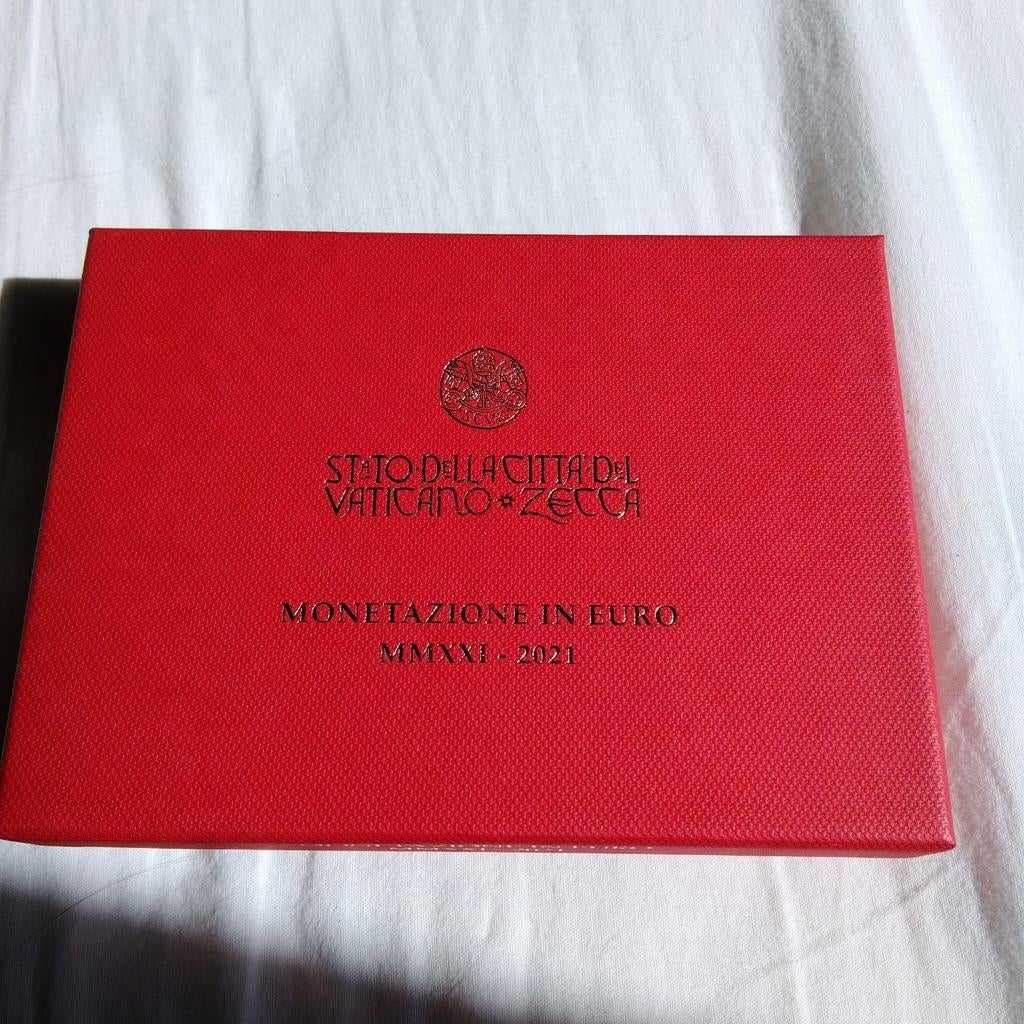 STATO·DELLA CITTA'·DEL
VATICANO * ZECCA
MONETAZIONE IN EURO
MMXXI - 2021